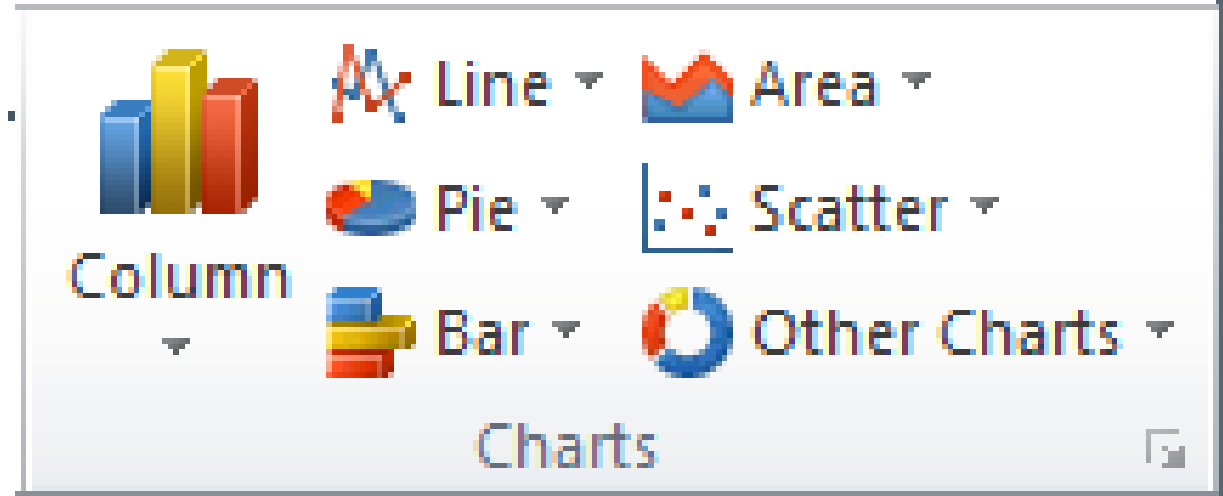 Column
Line
Pie
Bar
Area
Scatter
Other Charts
Charts